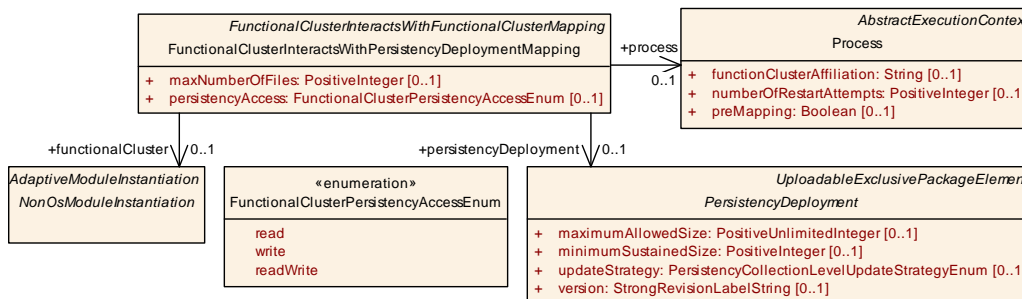 FunctionalClusterInteractsWithFunctionalClusterMapping
FunctionalClusterInteractsWithPersistencyDeploymentMapping
+ maxNumberOfFiles: PositiveInteger [0..1]
+ persistencyAccess: FunctionalClusterPersistencyAccessEnum [0..1]
+process
0..1
AbstractExecutionContex
Process
+ functionClusterAffiliation: String [0..1]
+ numberOfRestartAttempts: PositiveInteger [0..1
+ preMapping: Boolean [0..1]
+functionalCluster
0..1
+persistencyDeployment
0..1
AdaptiveModuleInstantiation
NonOsModuleInstantiation
«enumeration»
FunctionalClusterPersistencyAccessEnum
read
write
readWrite
UploadableExclusivePackageElemen
PersistencyDeployment
+ maximumAllowedSize: PositiveUnlimitedInteger [0..1]
+ minimumSustainedSize: PositiveInteger [0..1]
+ updateStrategy: PersistencyCollectionLevelUpdateStrategyEnum [0..1
+ version: StrongRevisionLabelString [0..1]